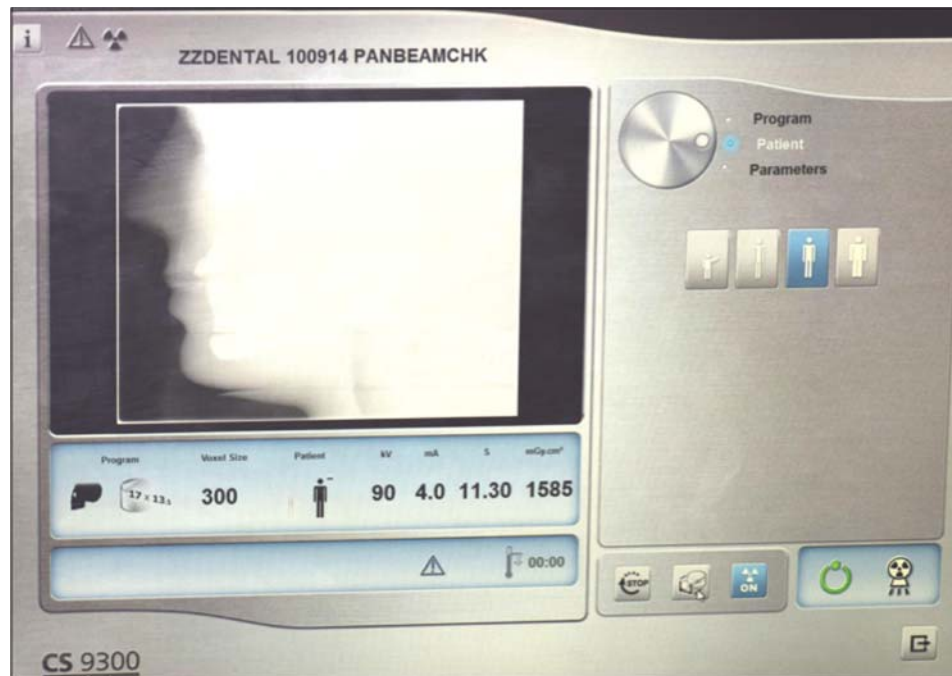 i
ZZDENTAL 100914 PANBEAMCHK
Program
Patient
Parameters
Program Voxel Size Patient kV mA S mGy.cm²
17 x 13.5 300 90 4.0 11.30 1585
00:00
STOP
ON
CS 9300